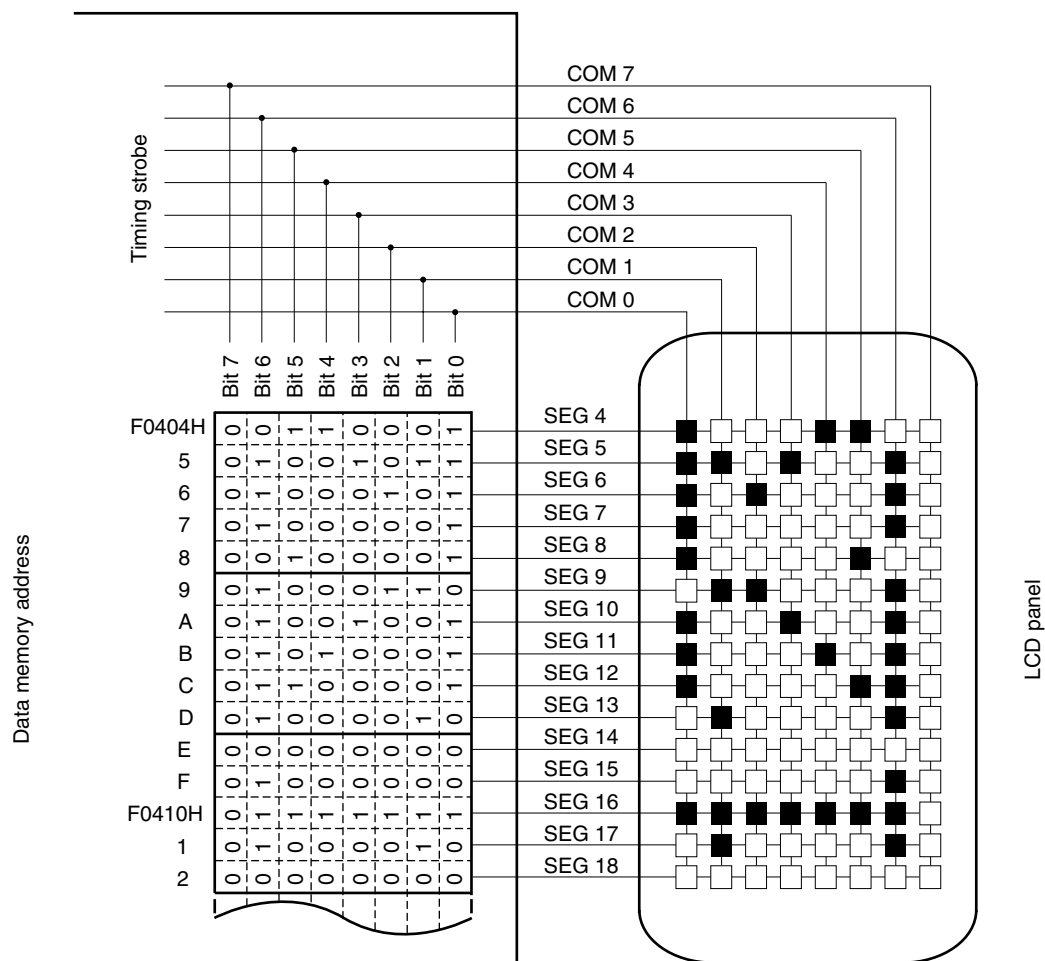 COM 7
COM 6
COM 5
COM 4
COM 3
COM 2
COM 1
COM 0
Timing strobe
Bit 7 Bit 6 Bit 5 Bit 4 Bit 3 Bit 2 Bit 1 Bit 0
F0404H 0 0 1 1 0 0 0 1 SEG 4
5 0 1 0 0 1 0 1 1 SEG 5
6 0 1 0 0 0 1 0 1 SEG 6
7 0 1 0 0 0 0 0 1 SEG 7
8 0 0 1 0 0 0 0 1 SEG 8
9 0 1 0 0 0 1 1 0 SEG 9
A 0 1 0 0 1 0 0 1 SEG 10
B 0 1 0 1 0 0 0 1 SEG 11
C 0 1 1 0 0 0 0 1 SEG 12
D 0 1 0 0 0 0 1 0 SEG 13
E 0 0 0 0 0 0 0 0 SEG 14
F 0 1 0 0 0 0 0 0 SEG 15
F0410H 0 1 1 1 1 1 1 1 SEG 16
1 0 1 0 0 0 0 1 0 SEG 17
2 0 0 0 0 0 0 0 0 SEG 18
Data memory address
LCD panel